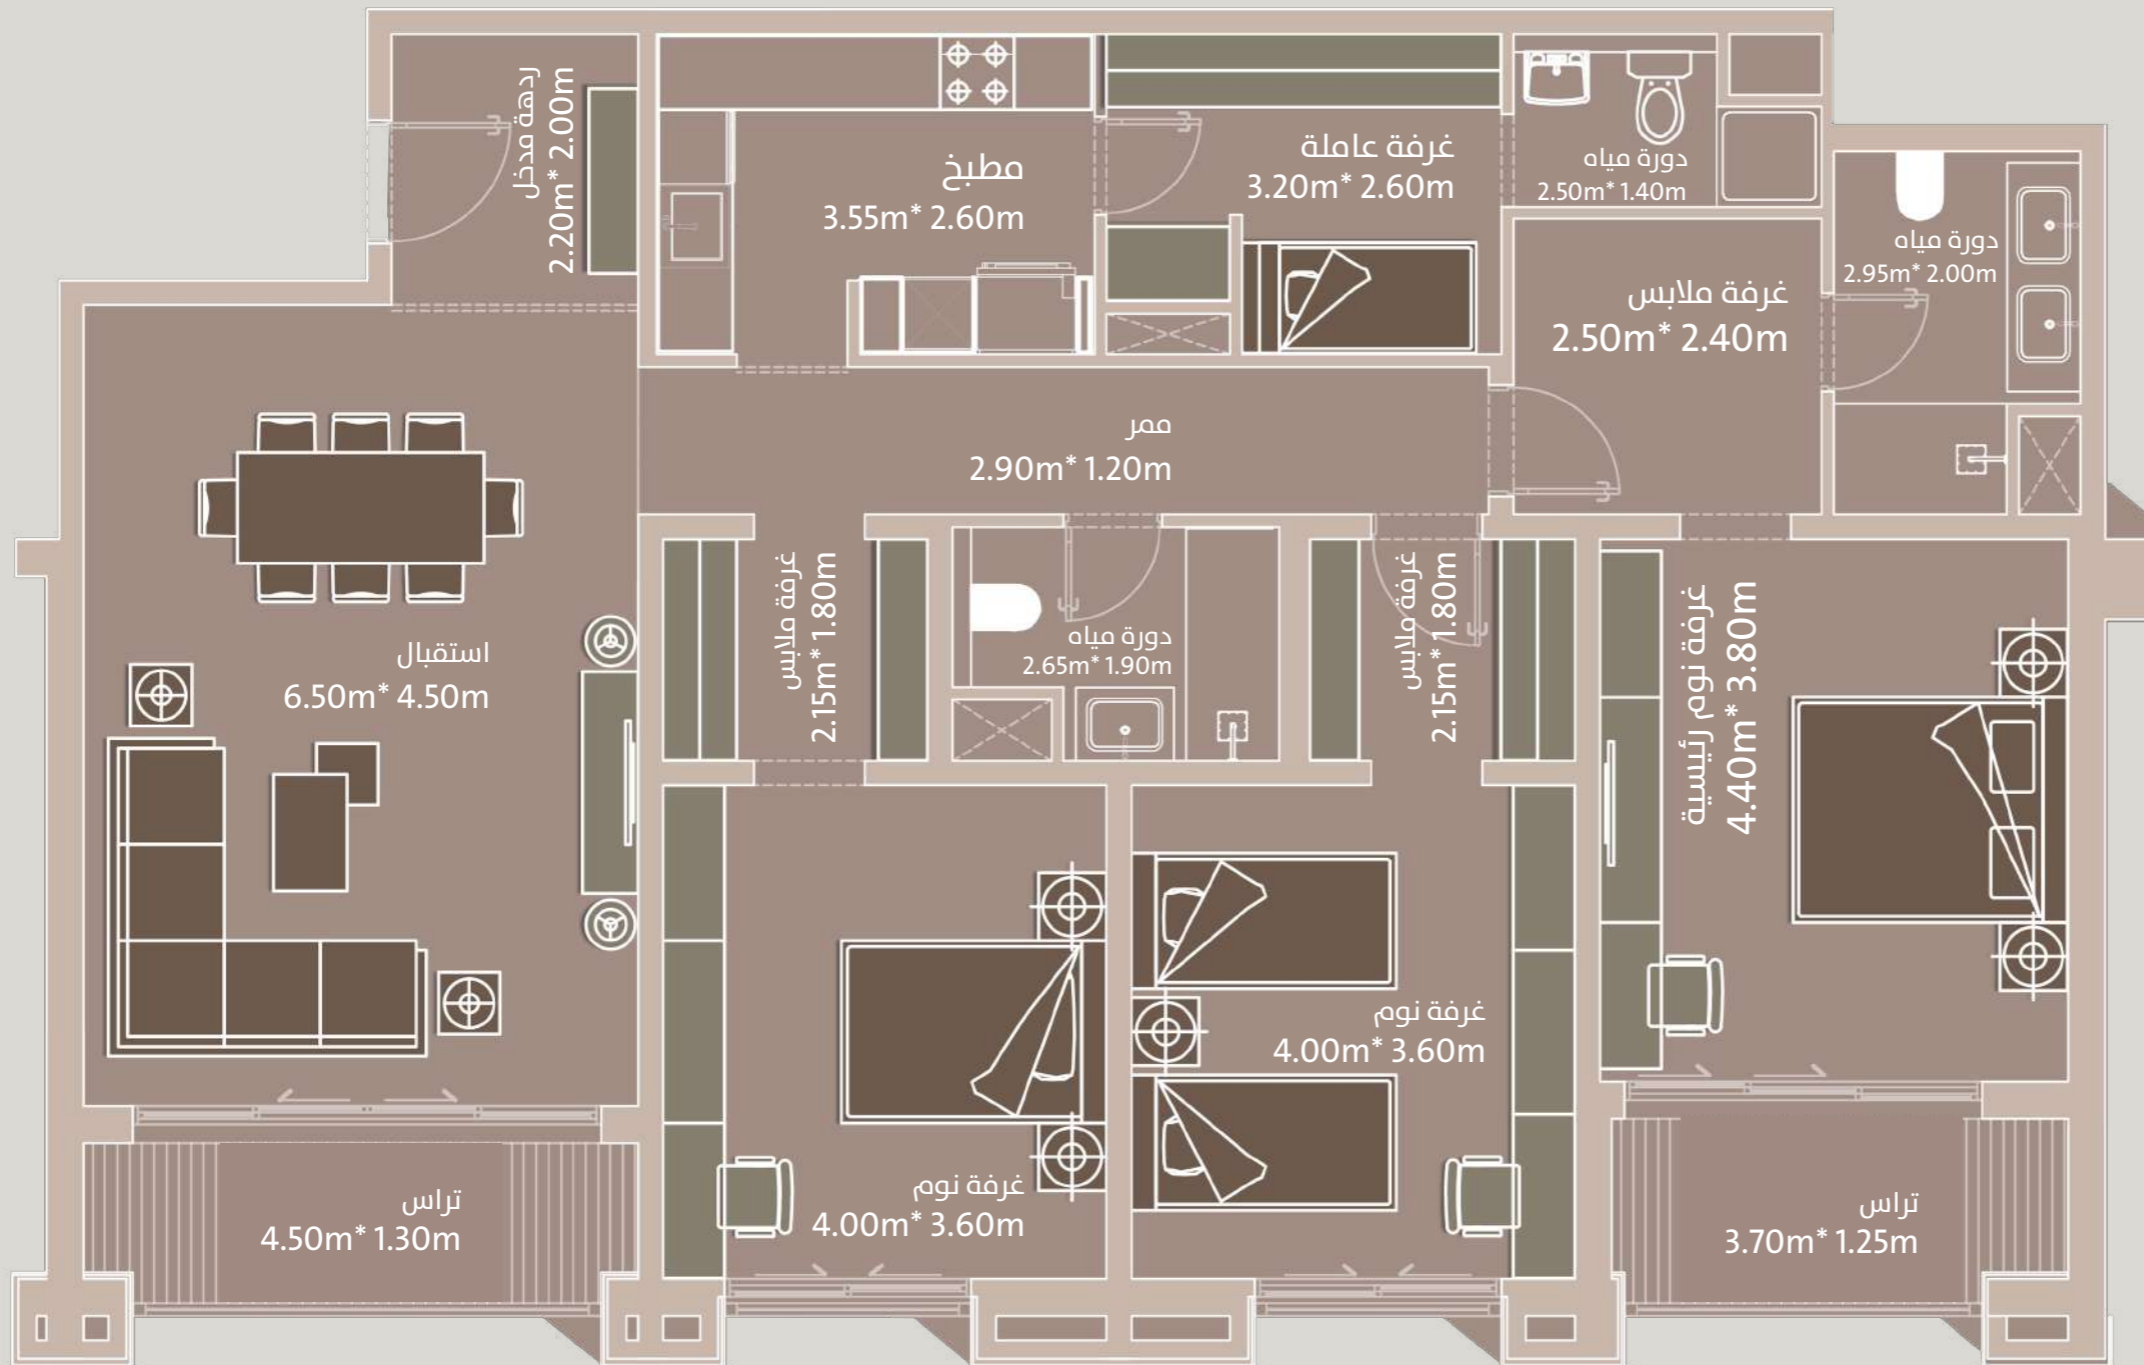 ردهة مدخل
2.20m* 2.00m
مطبخ
3.55m* 2.60m
غرفة عاملة
3.20m* 2.60m
دورة مياه
2.50m* 1.40m
دورة مياه
2.95m* 2.00m
غرفة ملابس
2.50m* 2.40m
ممر
2.90m* 1.20m
استقبال
6.50m* 4.50m
غرفة ملابس
2.15m* 1.80m
دورة مياه
2.65m* 1.90m
غرفة ملابس
2.15m* 1.80m
غرفة نوم رئيسية
4.40m* 3.80m
غرفة نوم
4.00m* 3.60m
غرفة نوم
4.00m* 3.60m
تراس
4.50m* 1.30m
تراس
3.70m* 1.25m